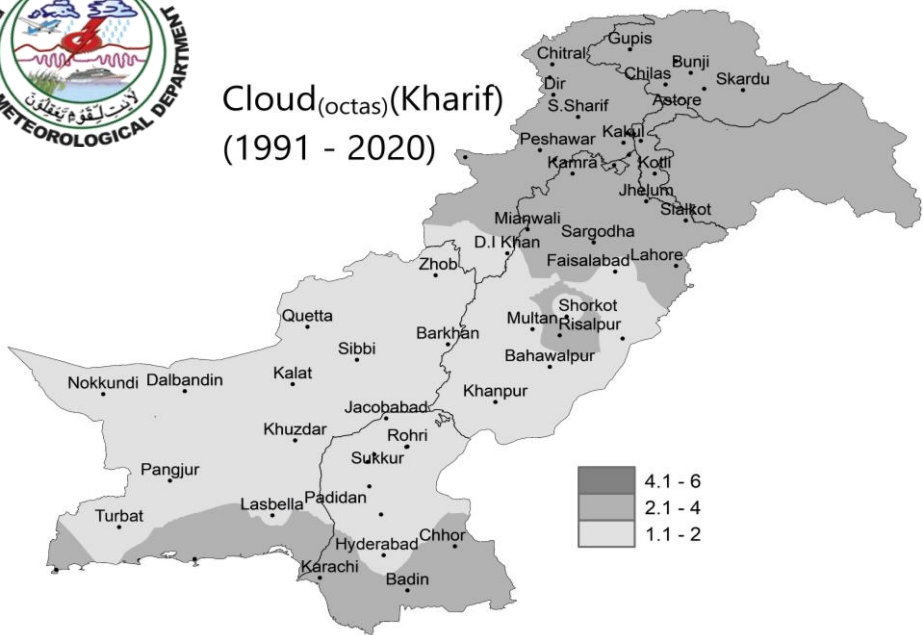 METEOROLOGICAL DEPARTMENT
لَاٰيٰتٍ لِّقَوْمٍ يَّعْقِلُوْنَ
Cloud(octas)(Kharif)
(1991 - 2020)
Gupis
Chitral
Bunji
Chilas
Skardu
Dir
Astore
S.Sharif
Kakul
Peshawar
Kamra
Kotli
Jhelum
Sialkot
Mianwali
Sargodha
D.I Khan
Faisalabad
Lahore
Zhob
Shorkot
Quetta
Multan
Risalpur
Barkhan
Sibbi
Bahawalpur
Kalat
Nokkundi
Dalbandin
Khanpur
Jacobabad
Khuzdar
Rohri
Sukkur
Pangjur
Padidan
Lasbella
Turbat
Chhor
Hyderabad
Karachi
Badin
4.1 - 6
2.1 - 4
1.1 - 2